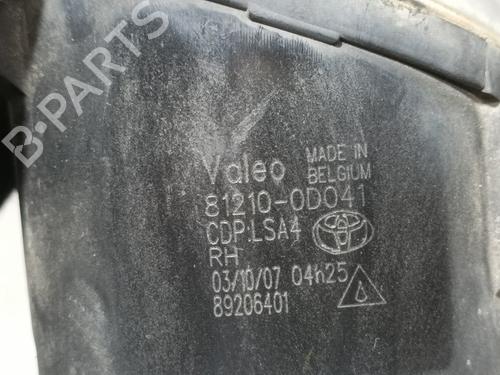 B-PARTS
Valeo MADE IN BELGIUM
81210-0D041
CDP:LSA4
RH
03/10/07 04h25
89206401